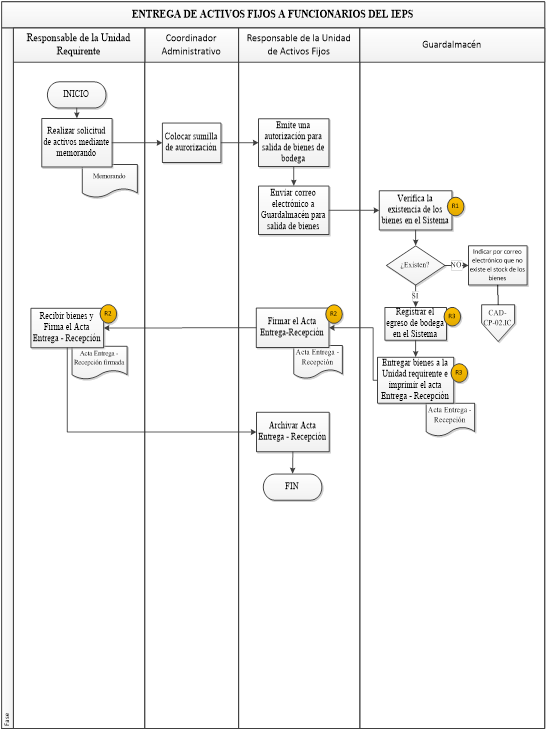 ENTREGA DE ACTIVOS FIJOS A FUNCIONARIOS DEL IEPS
Responsable de la Unidad
Requirente
Coordinador
Administrativo
Responsable de la Unidad
de Activos Fijos
Guardalmacén
INICIO
Realizar solicitud
de activos mediante
memorando
Memorando
Colocar sumilla
de aurorización
Emite una
autorización para
salida de bienes de
bodega
Enviar correo
electrónico a
Guardalmacén para
salida de bienes
Verifica la
existencia de los
bienes en el Sistema
R1
¿Existen?
NO
Indicar por correo
electrónico que no
existe el stock de los
bienes
CAD-
CP-02.IC
SI
Registrar el
egreso de bodega
en el Sistema
R3
Entregar bienes a la
Unidad requirente e
imprimir el acta
Entrega - Recepción
R3
Acta Entrega -
Recepción
Firmar el Acta
Entrega-Recepción
R2
Acta Entrega -
Recepción
Recibir bienes y
Firma el Acta
Entrega - Recepción
R2
Acta Entrega -
Recepción firmada
Archivar Acta
Entrega - Recepción
FIN
Fase